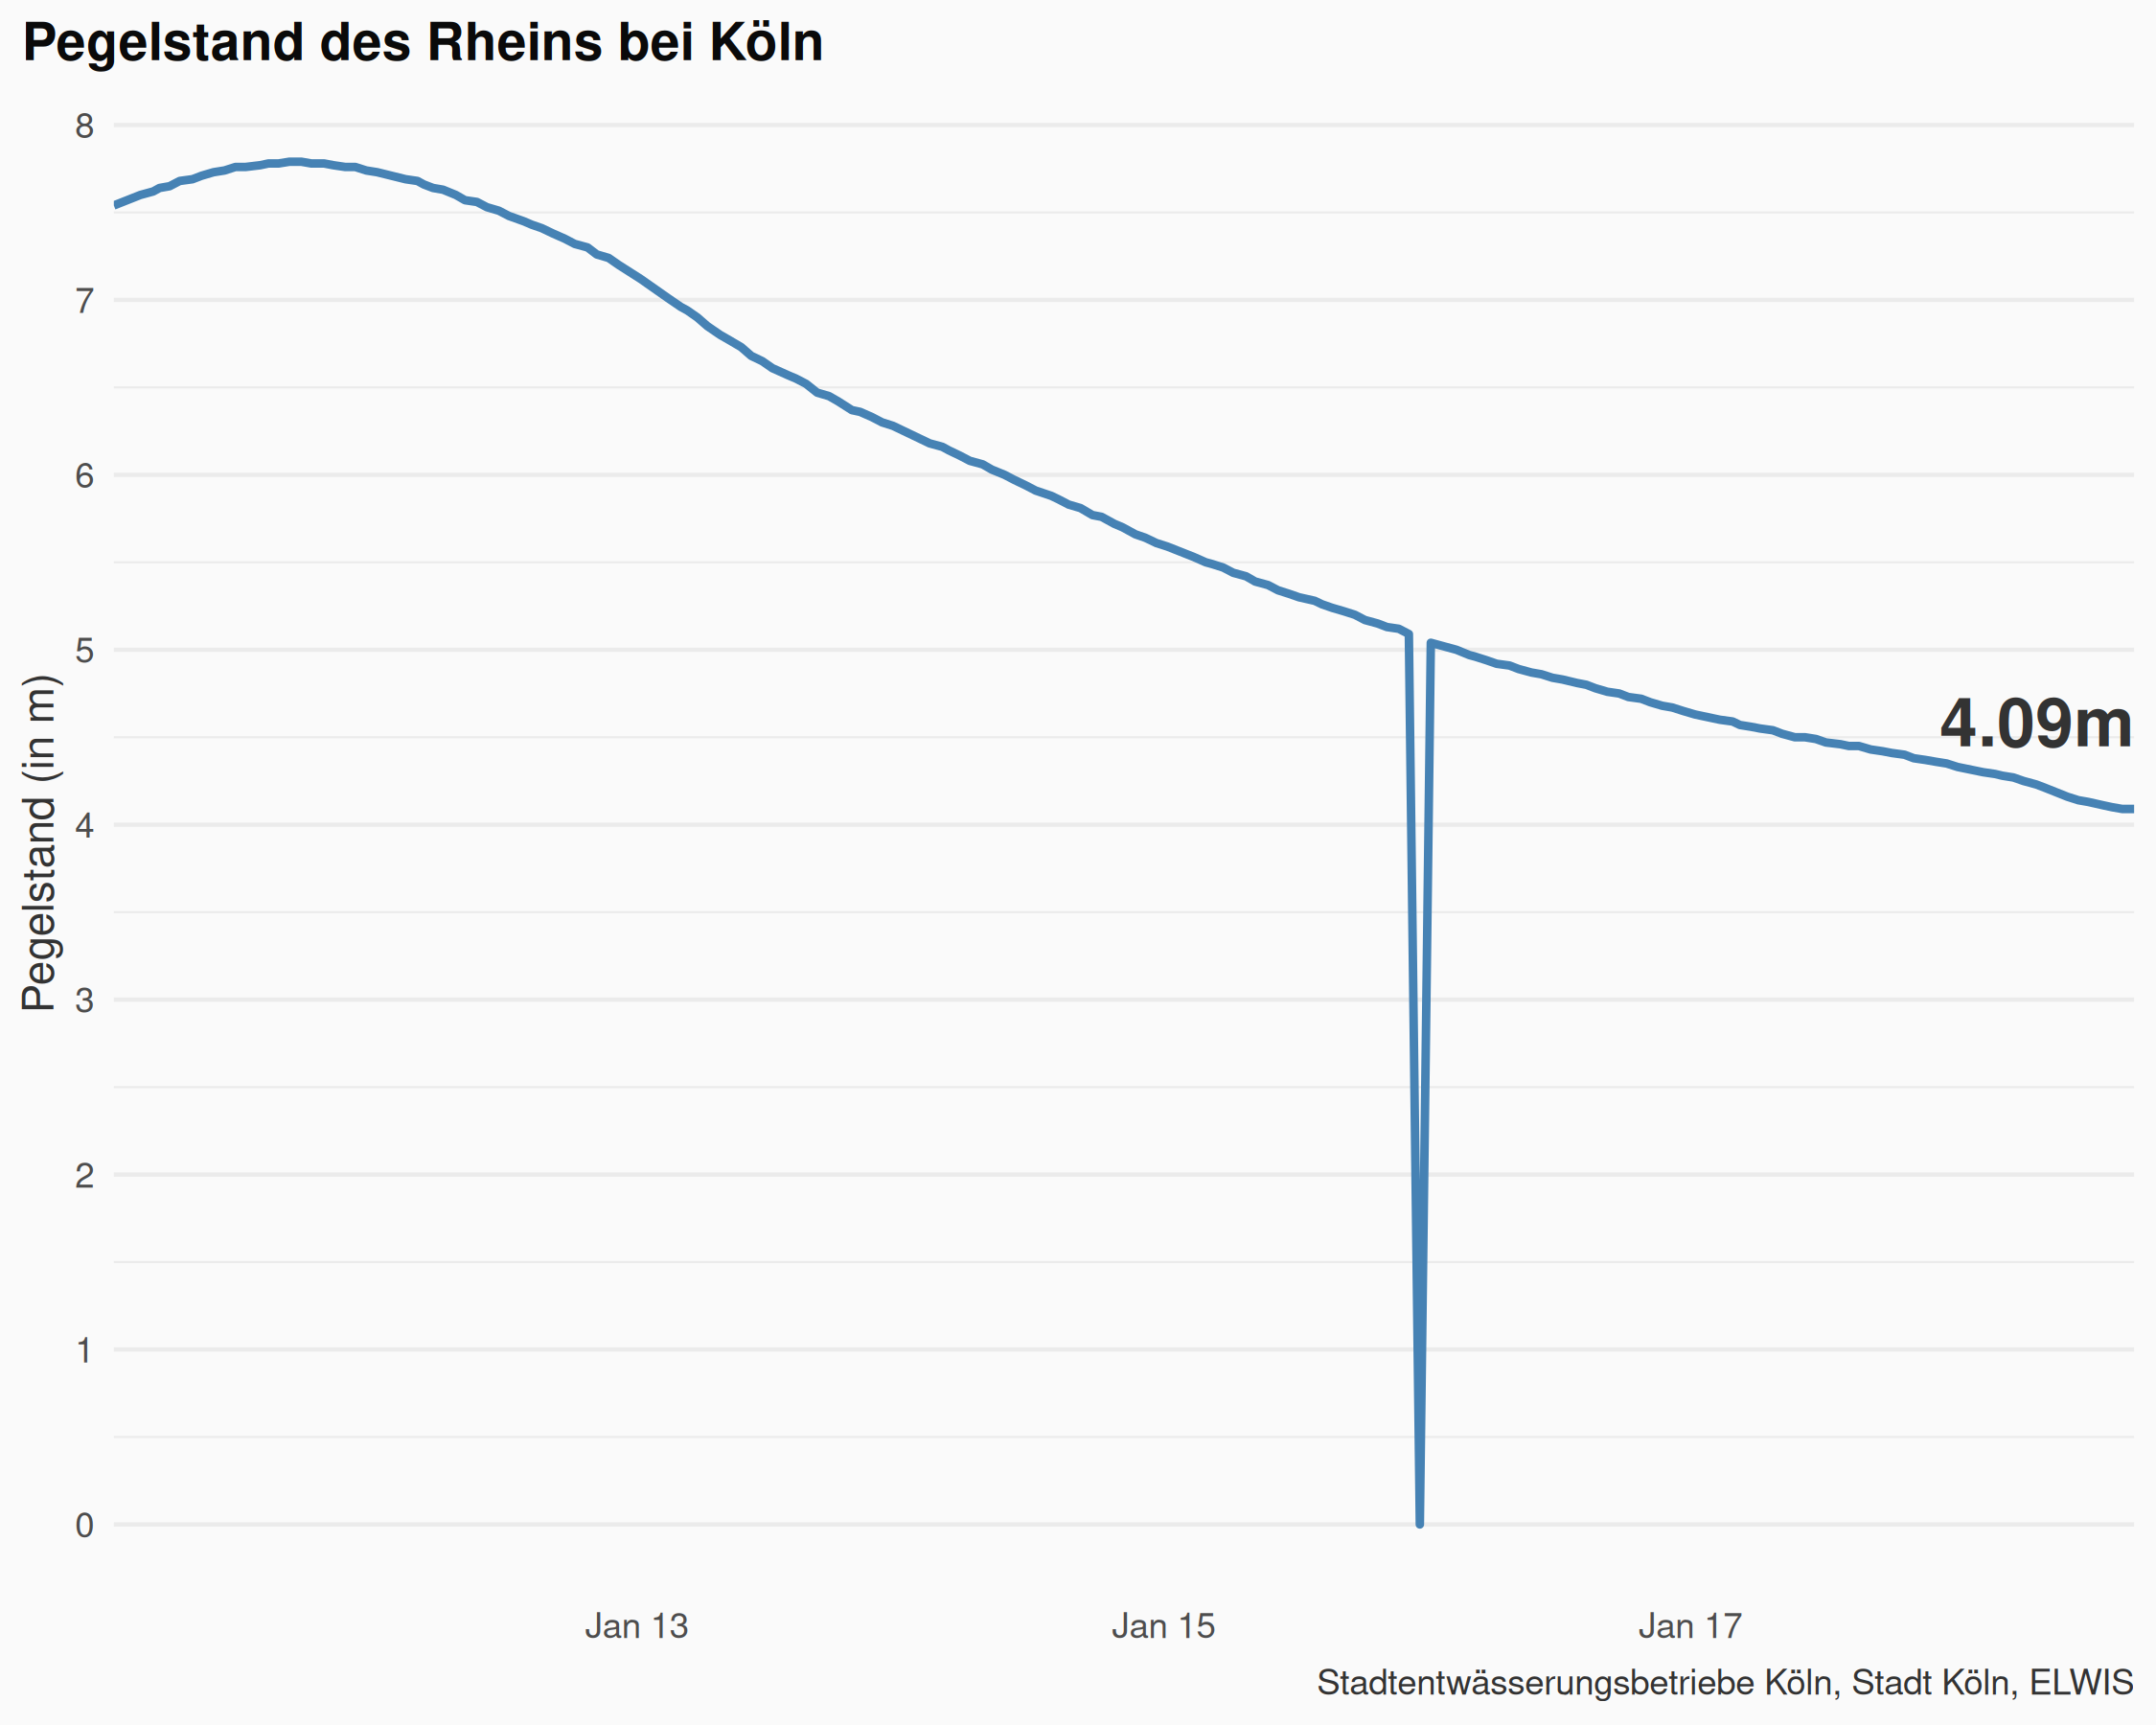 Pegelstand des Rheins bei Köln
Pegelstand (in m)
8
7
6
5
4
3
2
1
0
4.09m
Jan 13
Jan 15
Jan 17
Stadtentwässerungsbetriebe Köln, Stadt Köln, ELWIS